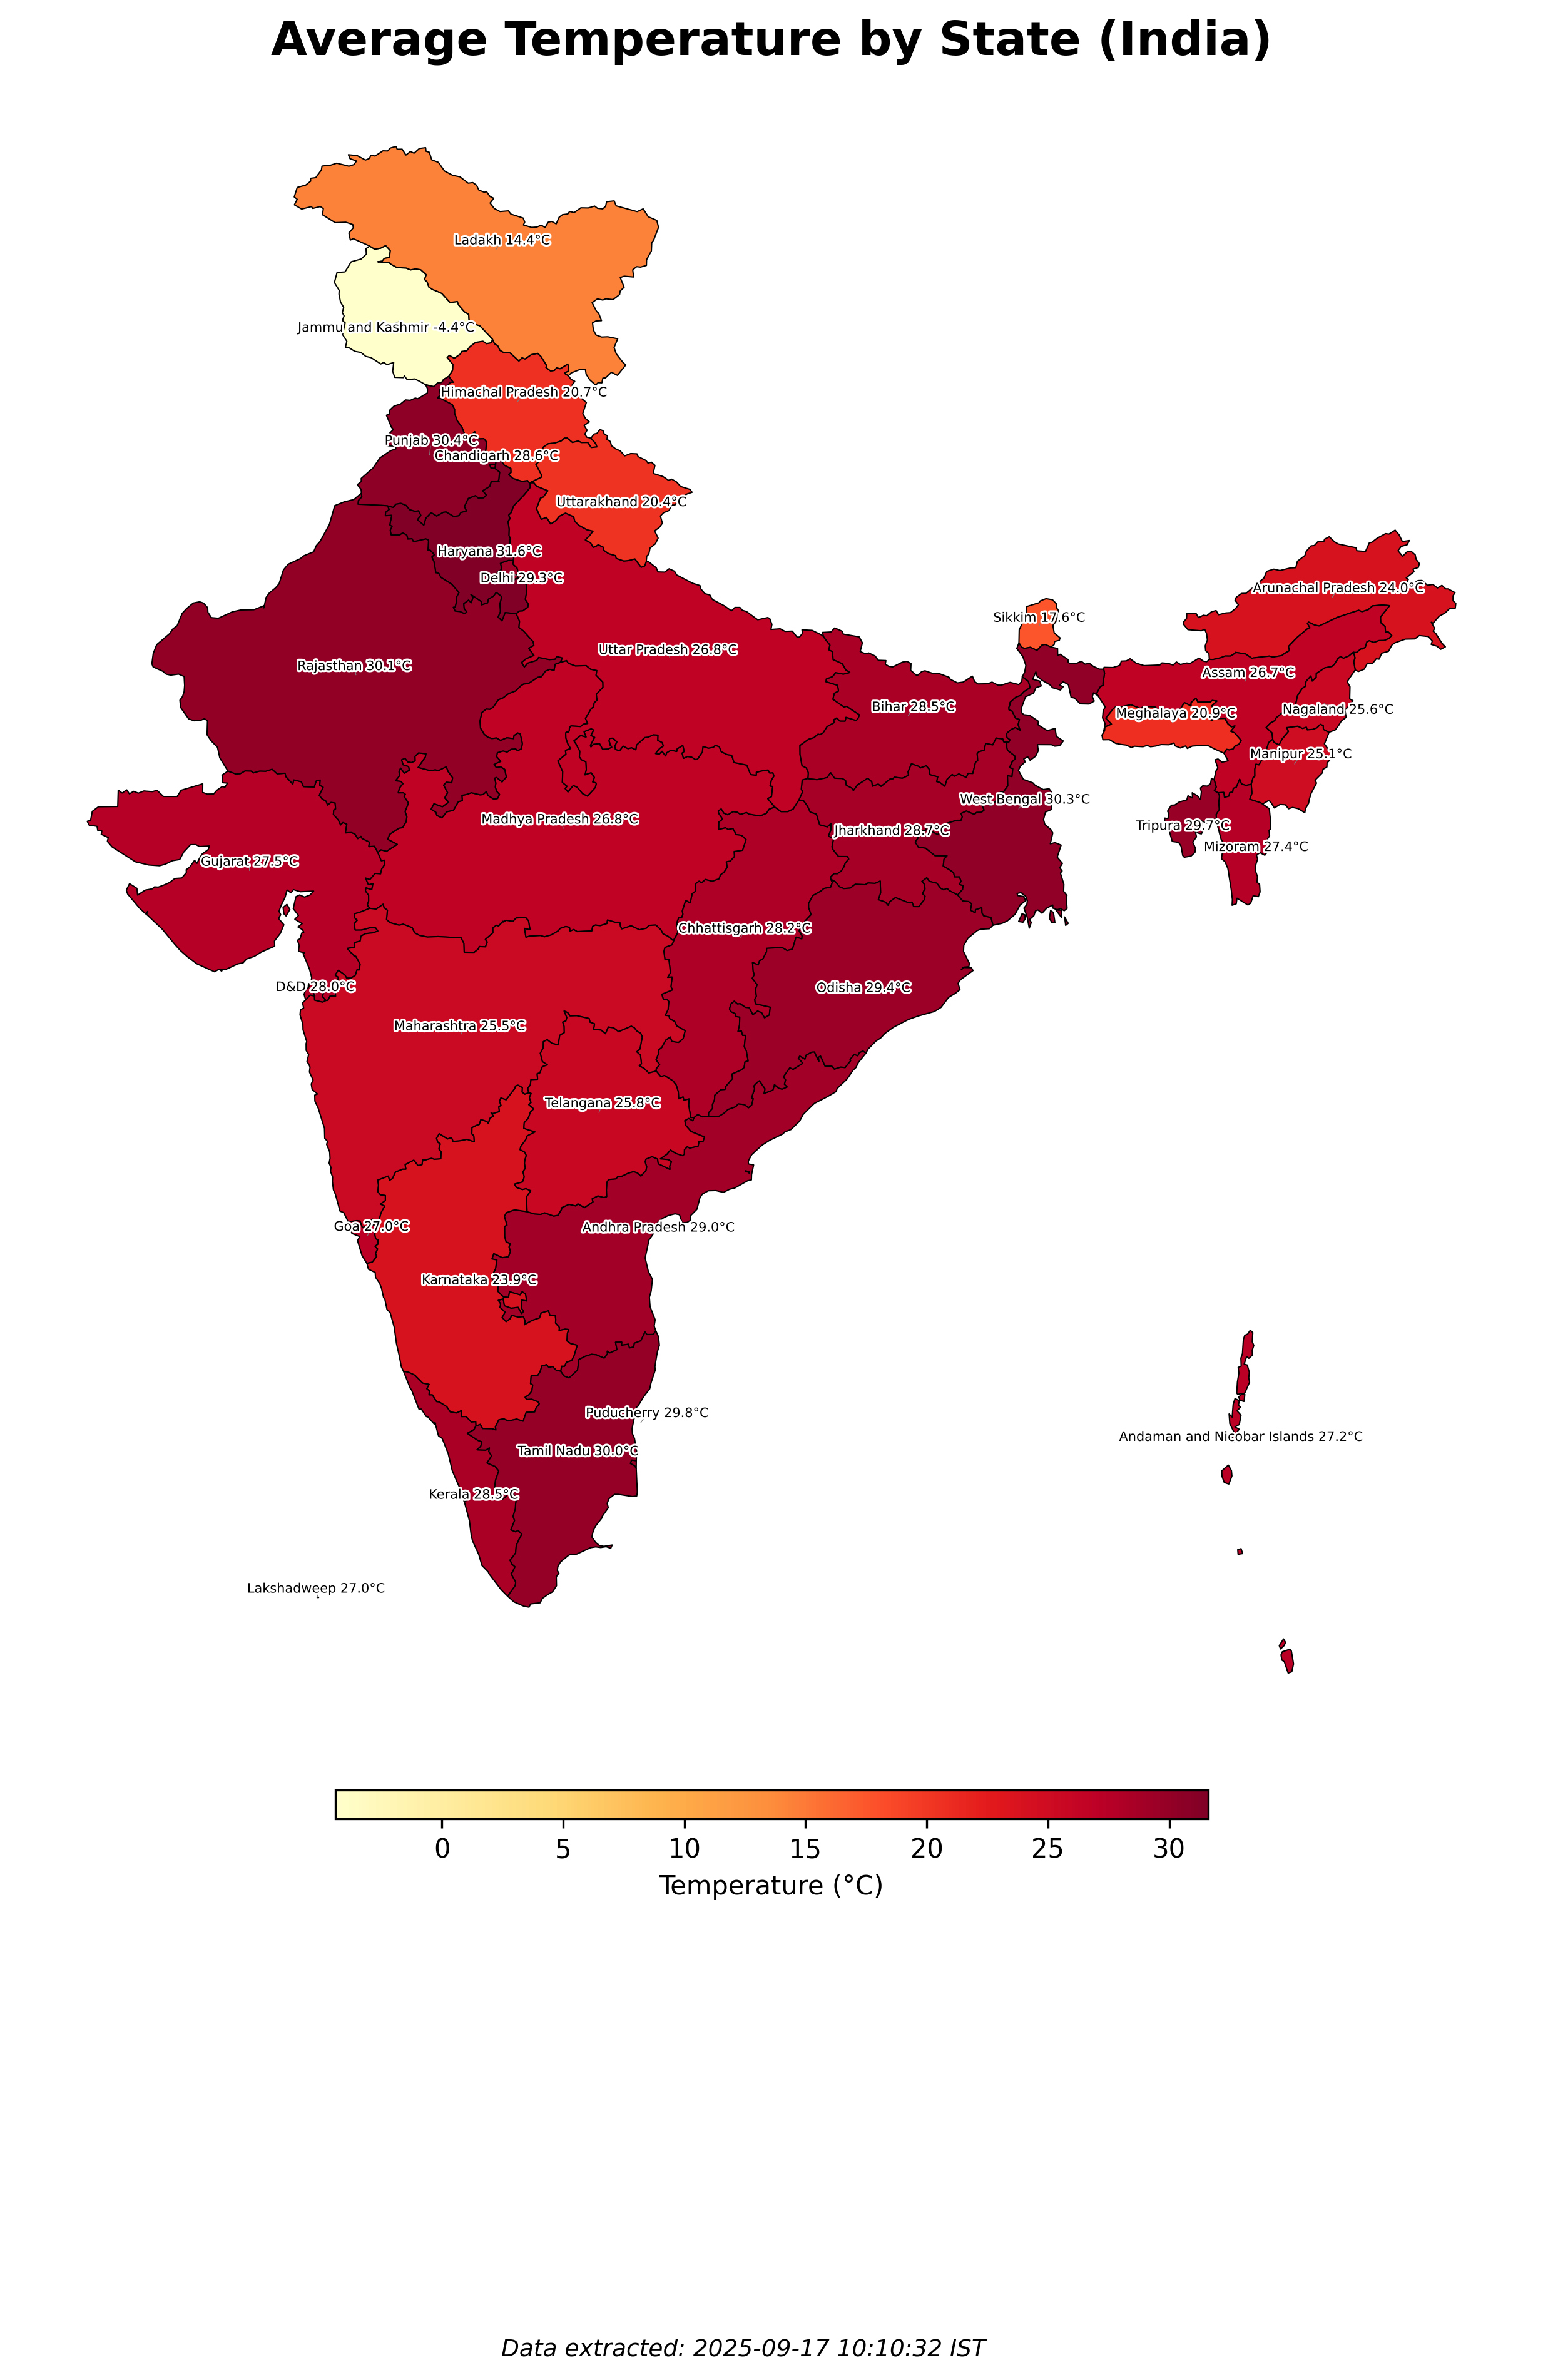 Average Temperature by State (India)
Ladakh 14.4°C
Jammu and Kashmir -4.4°C
Himachal Pradesh 20.7°C
Punjab 30.4°C
Chandigarh 28.6°C
Uttarakhand 20.4°C
Haryana 31.6°C
Delhi 29.3°C
Arunachal Pradesh 24.0°C
Sikkim 17.6°C
Uttar Pradesh 26.8°C
Rajasthan 30.1°C
Assam 26.7°C
Bihar 28.5°C
Nagaland 25.6°C
Meghalaya 20.9°C
Manipur 25.1°C
West Bengal 30.3°C
Madhya Pradesh 26.8°C
Tripura 29.7°C
Jharkhand 28.7°C
Mizoram 27.4°C
Gujarat 27.5°C
Chhattisgarh 28.2°C
D&D 28.0°C
Odisha 29.4°C
Maharashtra 25.5°C
Telangana 25.8°C
Goa 27.0°C
Andhra Pradesh 29.0°C
Karnataka 23.9°C
Puducherry 29.8°C
Andaman and Nicobar Islands 27.2°C
Tamil Nadu 30.0°C
Kerala 28.5°C
Lakshadweep 27.0°C
0 5 10 15 20 25 30
Temperature (°C)
Data extracted: 2025-09-17 10:10:32 IST